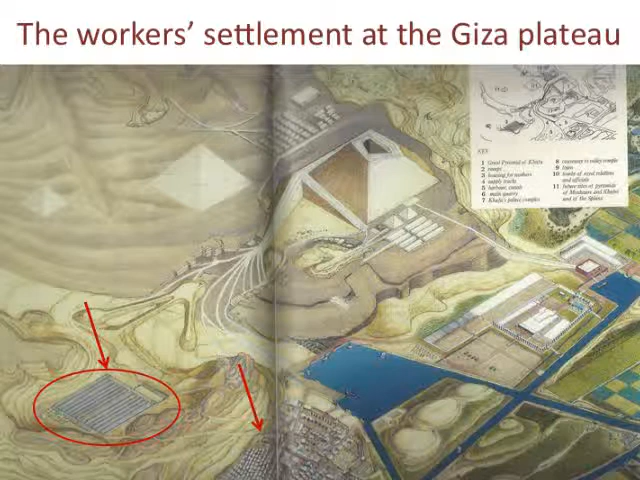 The workers' settlement at the Giza plateau
KEY
1 Great Pyramid of Khufu
2 ramps
3 housing for workers
4 supply tracks
5 harbour, canals
6 main quarry
7 Khufu's palace complex
8 causeway to valley temple
9 town
10 tombs of royal relatives
and officials
11 future sites of pyramids
of Menkaure and Khafre
and of the Sphinx